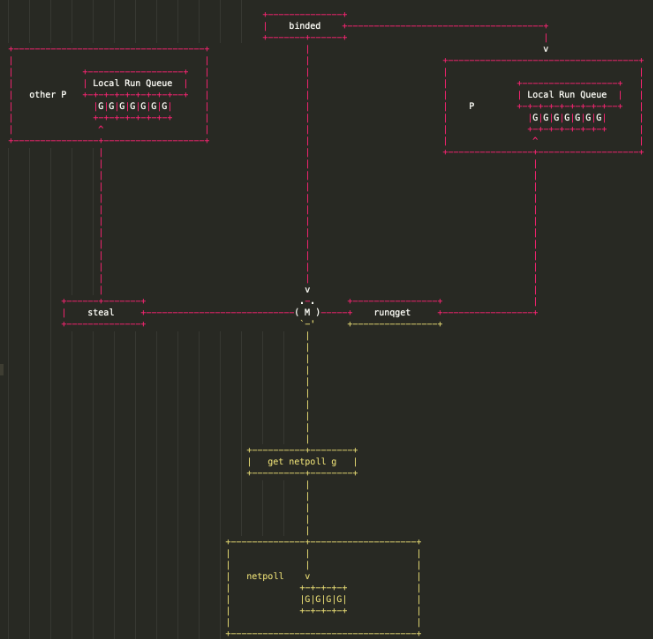 binded
v
Local Run Queue
other P
|G|G|G|G|G|G|G|
^
Local Run Queue
P
|G|G|G|G|G|G|G|
^
v
steal
( M )
runqget
get netpoll g
netpoll
v
|G|G|G|G|